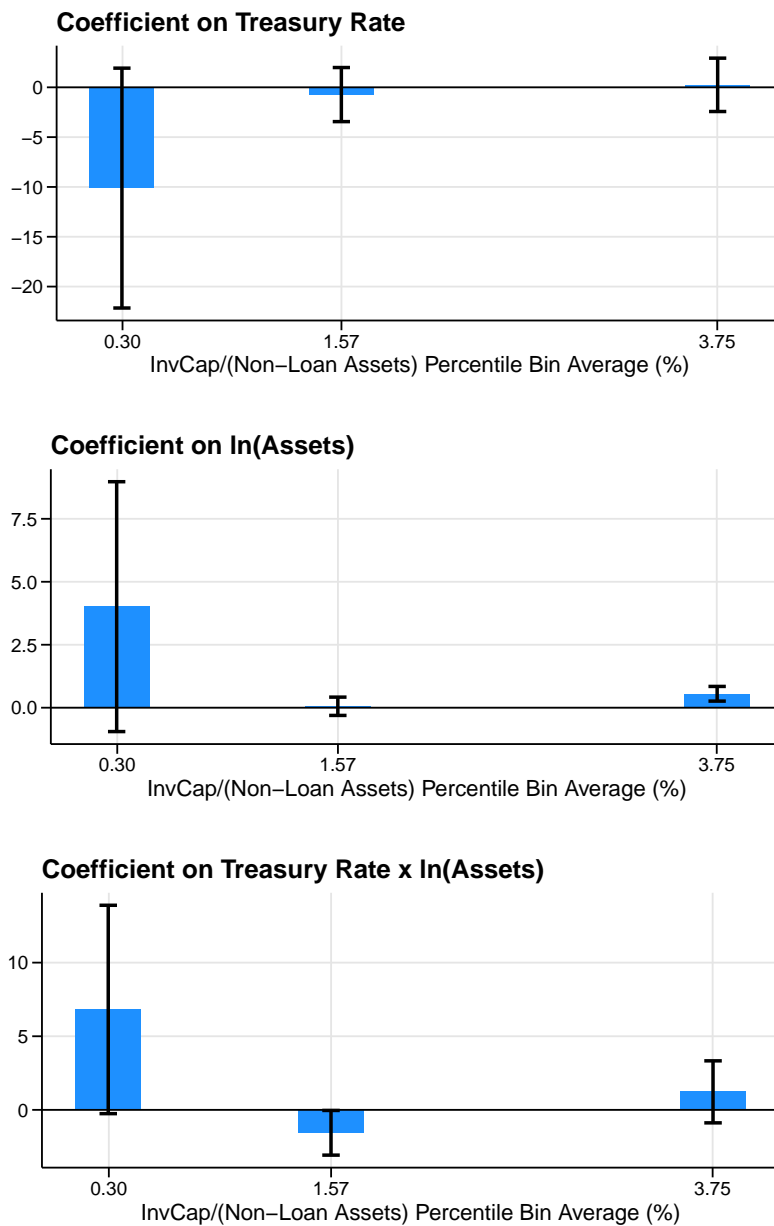 Coefficient on Treasury Rate
0
−5
−10
−15
−20
0.30 1.57 3.75
InvCap/(Non−Loan Assets) Percentile Bin Average (%)
Coefficient on ln(Assets)
7.5
5.0
2.5
0.0
0.30 1.57 3.75
InvCap/(Non−Loan Assets) Percentile Bin Average (%)
Coefficient on Treasury Rate x ln(Assets)
10
5
0
0.30 1.57 3.75
InvCap/(Non−Loan Assets) Percentile Bin Average (%)